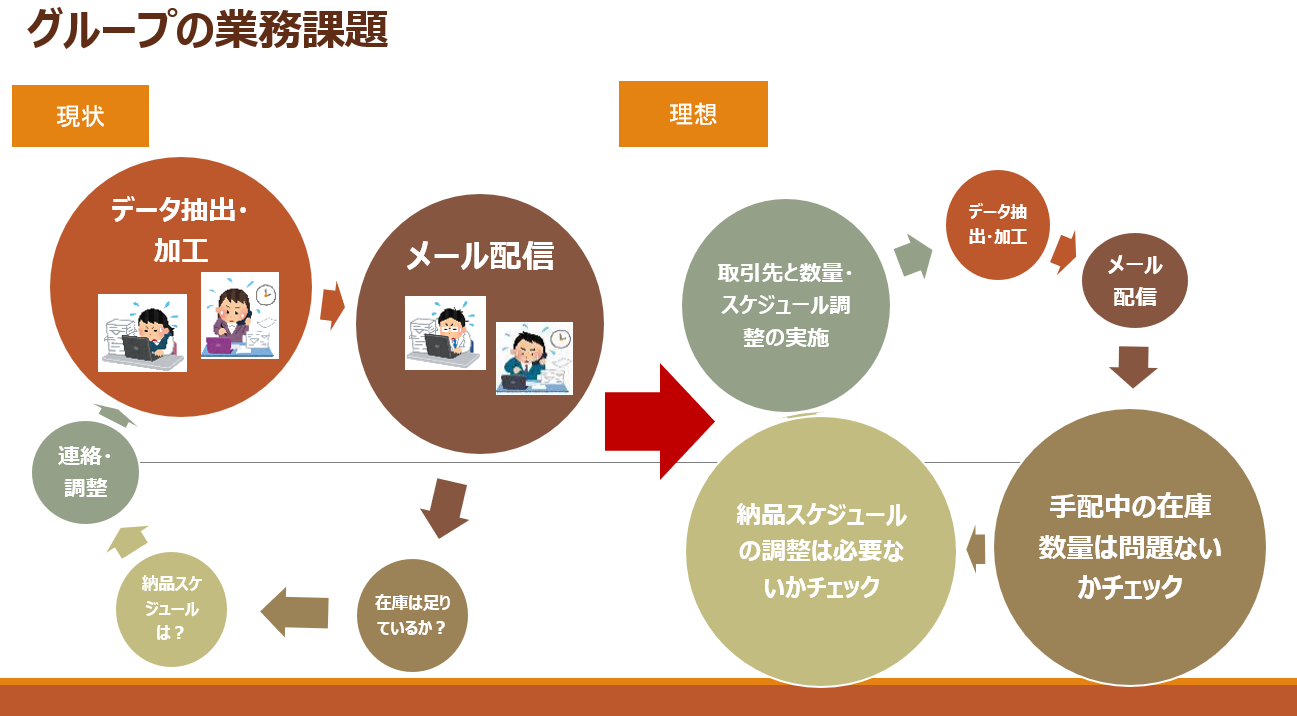 グループの業務課題
現状
理想
データ抽出・
加工
メール配信
在庫は足り
ているか？
納品スケ
ジュール
は？
連絡・
調整
データ抽
出・加工
メール
配信
手配中の在庫
数量は問題ない
かチェック
納品スケジュール
の調整は必要な
いかチェック
取引先と数量・
スケジュール調
整の実施